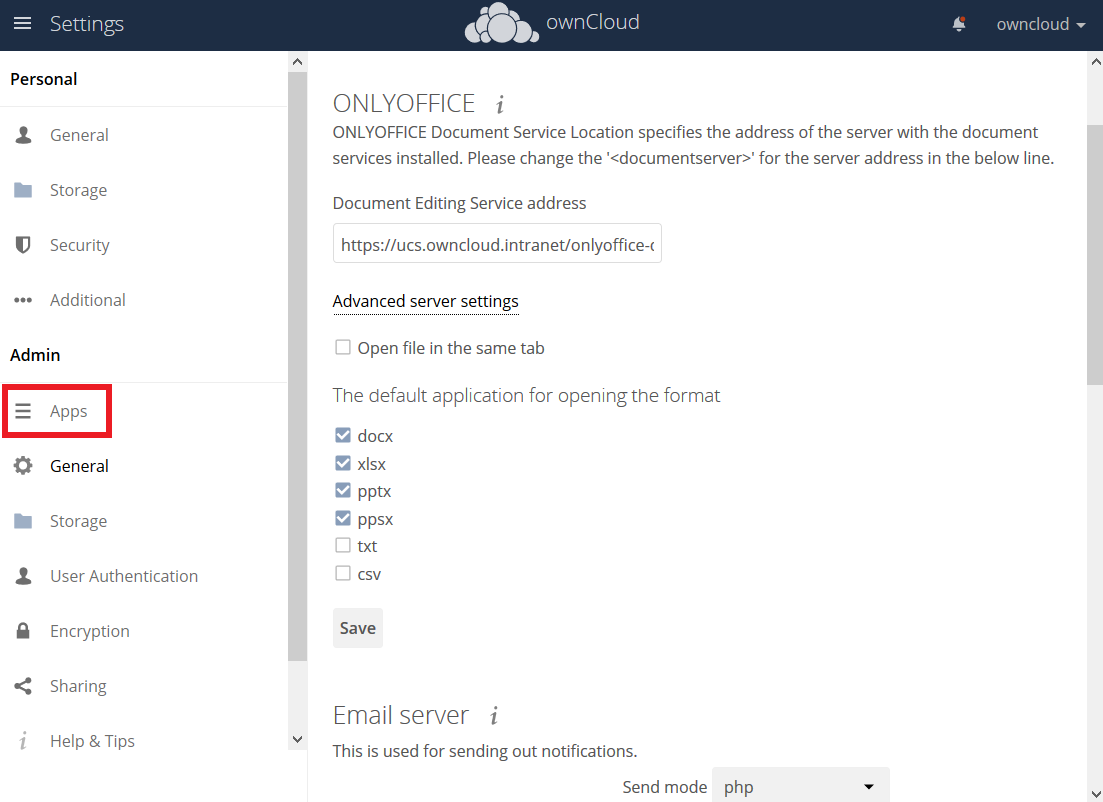 Settings
ownCloud
owncloud
Personal
General
Storage
Security
Additional
Admin
Apps
General
Storage
User Authentication
Encryption
Sharing
Help & Tips
ONLYOFFICE
ONLYOFFICE Document Service Location specifies the address of the server with the document
services installed. Please change the '<documentserver>' for the server address in the below line.
Document Editing Service address
https://ucs.owncloud.intranet/onlyoffice-
Advanced server settings
Open file in the same tab
The default application for opening the format
docx
xlsx
pptx
ppsx
txt
csv
Save
Email server
This is used for sending out notifications.
Send mode php